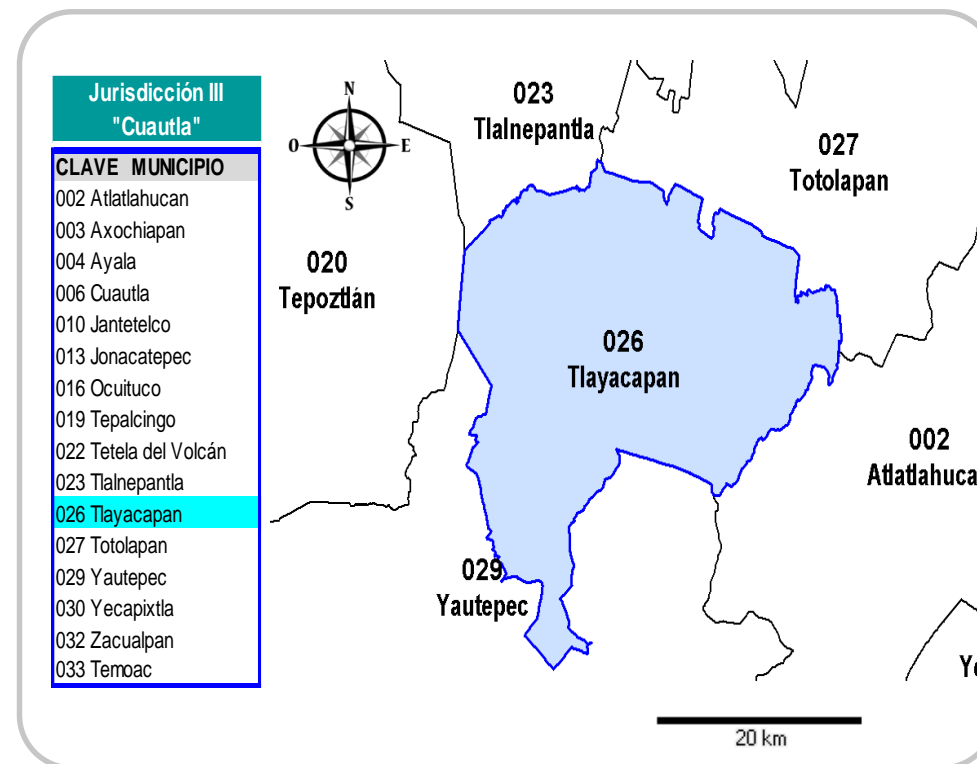 Jurisdicción III
"Cuautla"
CLAVE MUNICIPIO
002 Atlatlahucan
003 Axochiapan
004 Ayala
006 Cuautla
010 Jantetelco
013 Jonacatepec
016 Ocuituco
019 Tepalcingo
022 Tetela del Volcán
023 Tlalnepantla
026 Tlayacapan
027 Totolapan
029 Yautepec
030 Yecapixtla
032 Zacualpan
033 Temoac
N
O
E
S
023
Tlalnepantla
027
Totolapan
020
Tepoztlán
026
Tlayacapan
002
Atlatlahuca
029
Yautepec
Ye
20 km